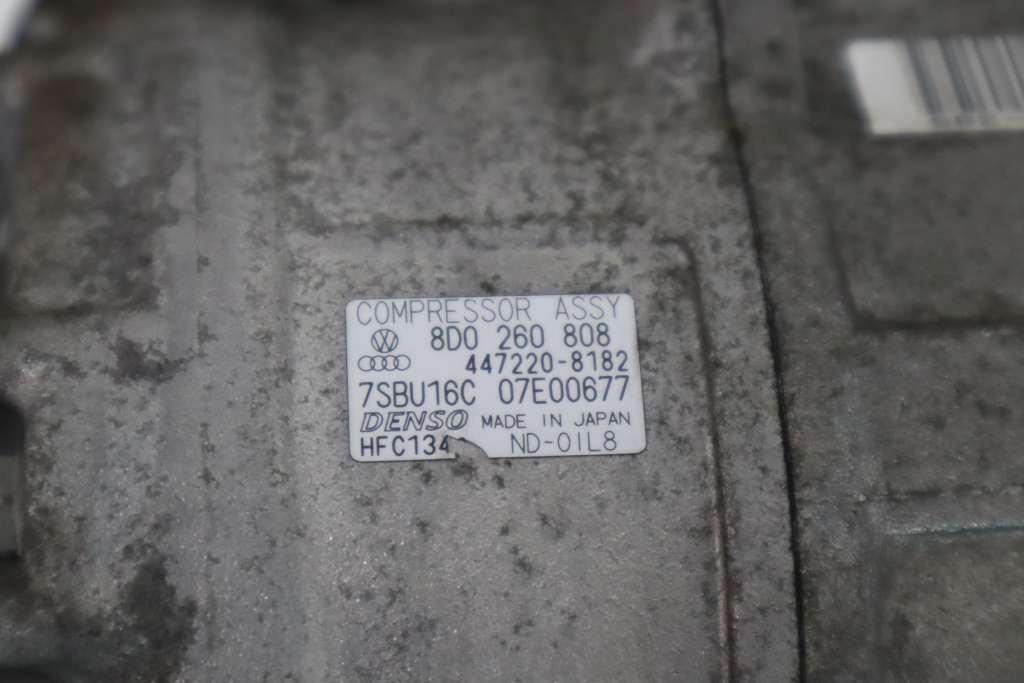 COMPRESSOR ASSY
8D0 260 808
447220-8182
7SBU16C 07E00677
DENSO MADE IN JAPAN
HFC134 ND-OIL8